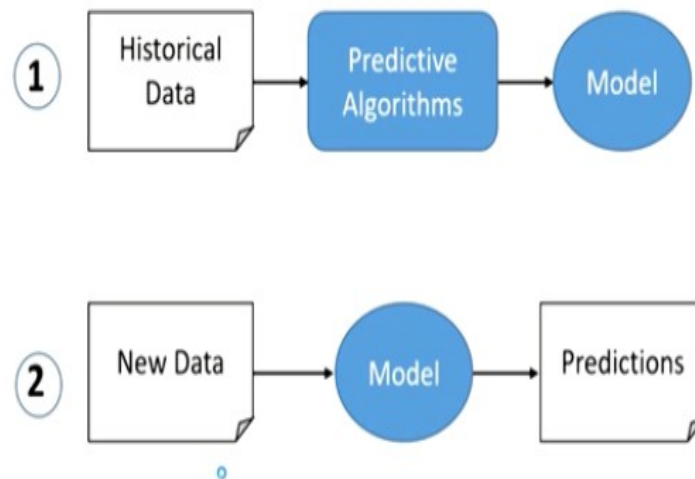 1
Historical
Data
Predictive
Algorithms
Model
2
New Data
Model
Predictions